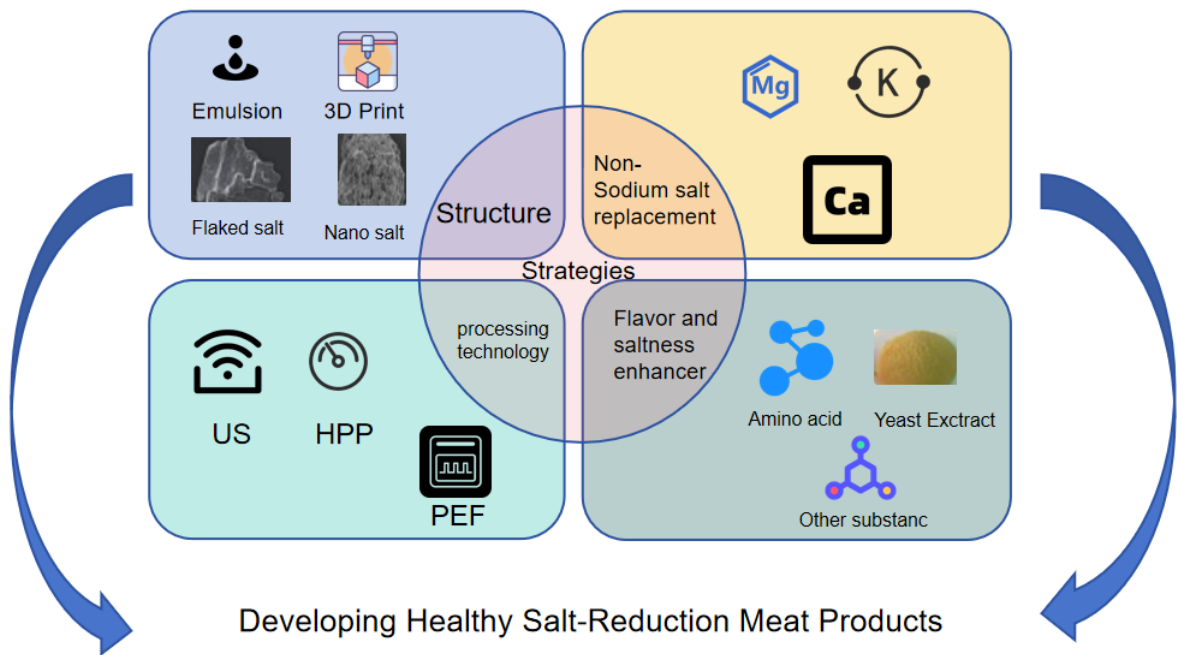 Emulsion
3D Print
Flaked salt
Nano salt
Structure
Mg
K
Ca
Non-
Sodium salt
replacement
Strategies
processing
technology
US
HPP
PEF
Flavor and
saltness
enhancer
Amino acid
Yeast Exctract
Other substanc
Developing Healthy Salt-Reduction Meat Products